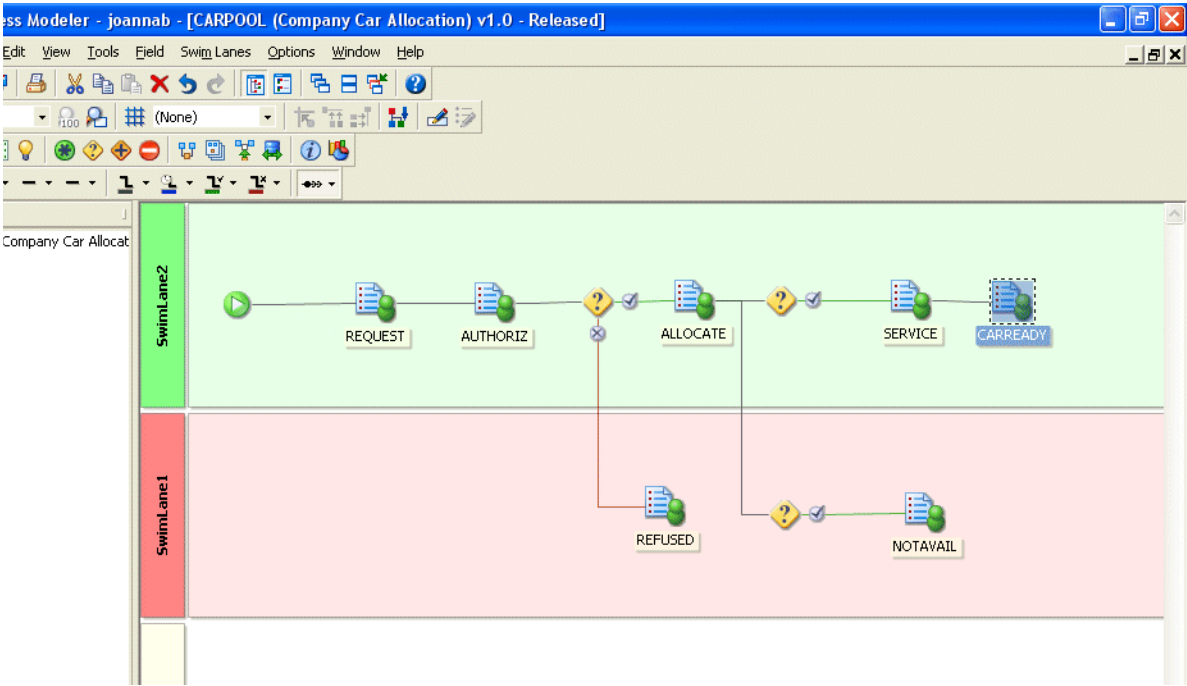 ess Modeler - joannab - [CARPOOL (Company Car Allocation) v1.0 - Released]
Edit View Tools Field Swim Lanes Options Window Help
100 (None)
Company Car Allocat
SwimLane2
REQUEST
AUTHORIZ
ALLOCATE
SERVICE
CARREADY
SwimLane1
REFUSED
NOTAVAIL